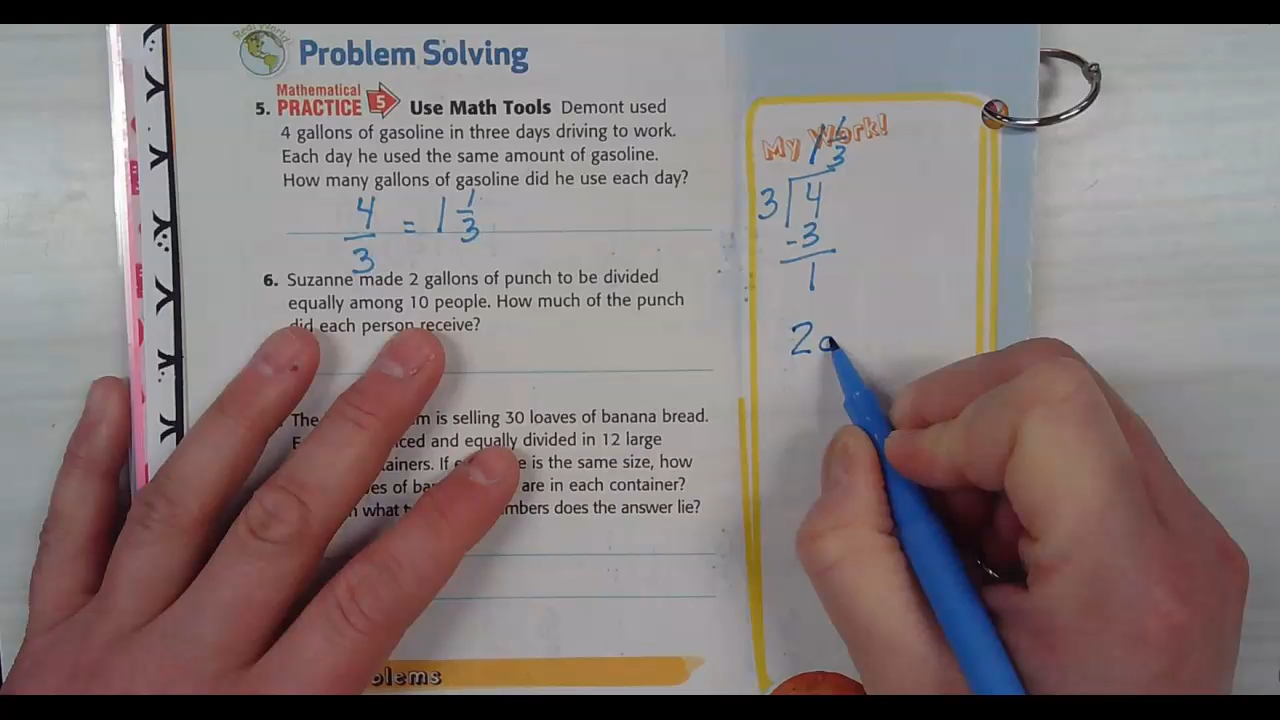 Real World
Problem Solving
5. Mathematical PRACTICE 5 Use Math Tools Demont used
4 gallons of gasoline in three days driving to work.
Each day he used the same amount of gasoline.
How many gallons of gasoline did he use each day?
4/3 = 1 1/3
6. Suzanne made 2 gallons of punch to be divided
equally among 10 people. How much of the punch
did each person receive?
The is selling 30 loaves of banana bread.
and equally divided in 12 large
If is the same size, how
of are in each container?
what does the answer lie?
My Work!
1 1/3
3 4
-3
1
2